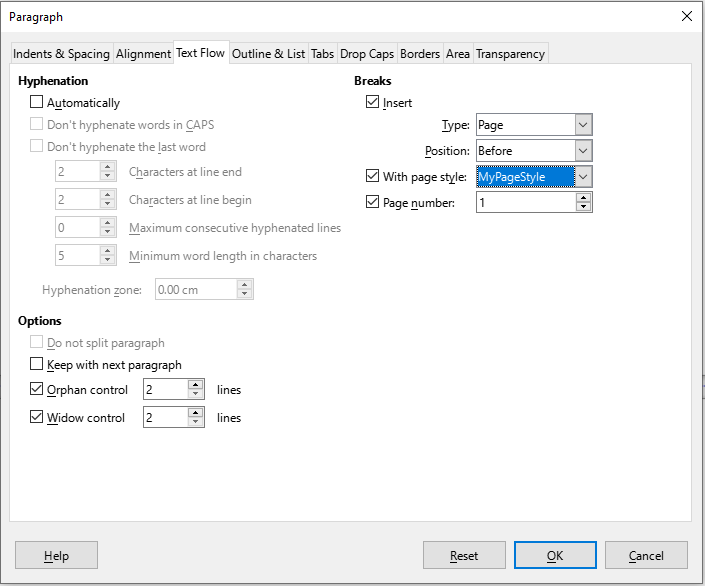 Paragraph
Indents & Spacing Alignment Text Flow Outline & List Tabs Drop Caps Borders Area Transparency
Hyphenation
Automatically
Don't hyphenate words in CAPS
Don't hyphenate the last word
2 Characters at line end
2 Characters at line begin
0 Maximum consecutive hyphenated lines
5 Minimum word length in characters
Hyphenation zone: 0.00 cm
Options
Do not split paragraph
Keep with next paragraph
Orphan control 2 lines
Widow control 2 lines
Breaks
Insert
Type: Page
Position: Before
With page style: MyPageStyle
Page number: 1
Help Reset OK Cancel